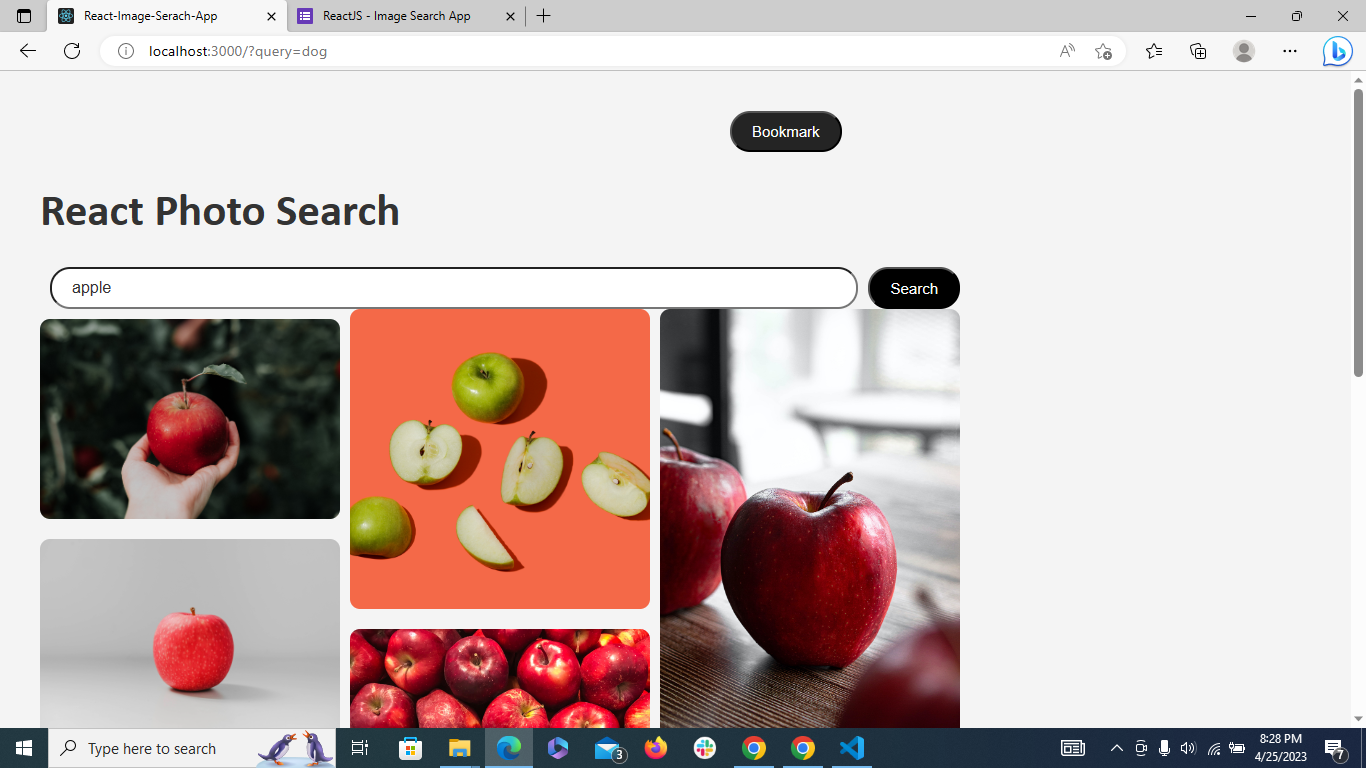 React-Image-Serach-App
ReactJS - Image Search App
localhost:3000/?query=dog
Bookmark
React Photo Search
apple
Search
Type here to search
3
8:28 PM
4/25/2023
7